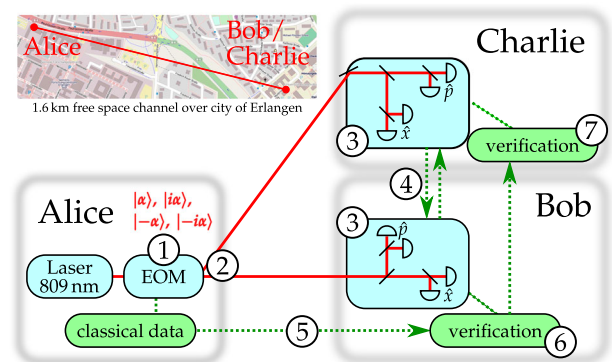 Alice
Bob/
Charlie
1.6 km free space channel over city of Erlangen
Charlie
p̂
x̂
3
7
verification
4
Alice
|α⟩, |iα⟩,
|−α⟩, |−iα⟩
1
2
Laser
809 nm
EOM
classical data
5
Bob
3
p̂
x̂
verification
6